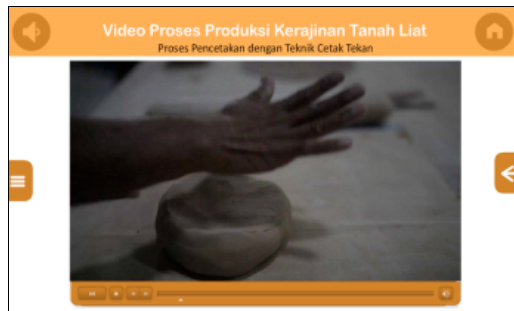 Video Proses Produksi Kerajinan Tanah Liat
Proses Pencetakan dengan Teknik Cetak Tekan